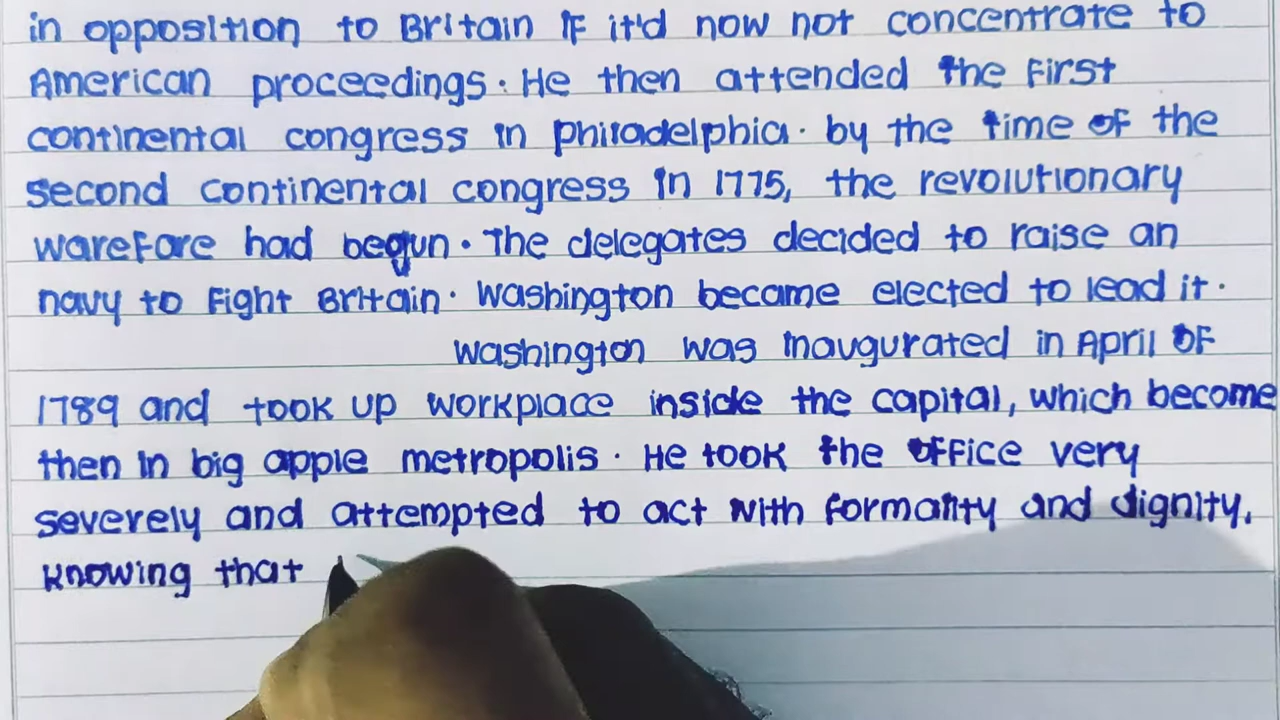 in opposition to Britain if it'd now not concentrate to
American proceedings. He then attended the first
continental congress in philadelphia. by the time of the
second continental congress in 1775, the revolutionary
warefare had begun. The delegates decided to raise an
navy to fight Britain. Washington became elected to lead it.
Washington was inaugurated in April of
1789 and took up workplace inside the capital, which become
then in big apple metropolis. He took the office very
severely and attempted to act with formality and dignity,
knowing that